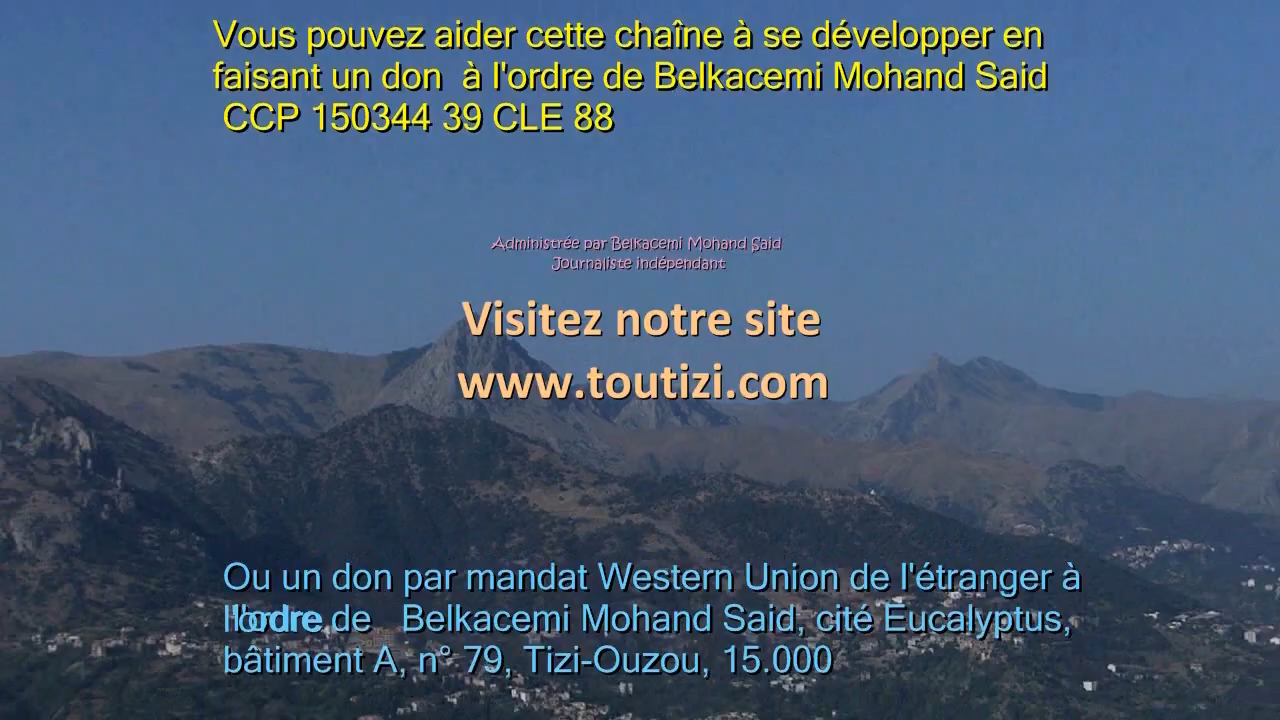 Vous pouvez aider cette chaîne à se développer en
faisant un don à l'ordre de Belkacemi Mohand Said
CCP 150344 39 CLE 88
Administrée par Belkacemi Mohand Said
Journaliste indépendant
Visitez notre site
www.toutizi.com
Ou un don par mandat Western Union de l'étranger à
l'ordre de Belkacemi Mohand Said, cité Eucalyptus,
bâtiment A, n° 79, Tizi-Ouzou, 15.000